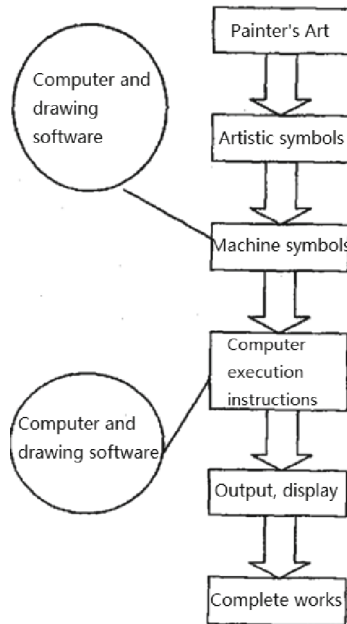 Painter's Art
Computer and
drawing
software
Artistic symbols
Machine symbols
Computer
execution
instructions
Computer and
drawing software
Output, display
Complete works